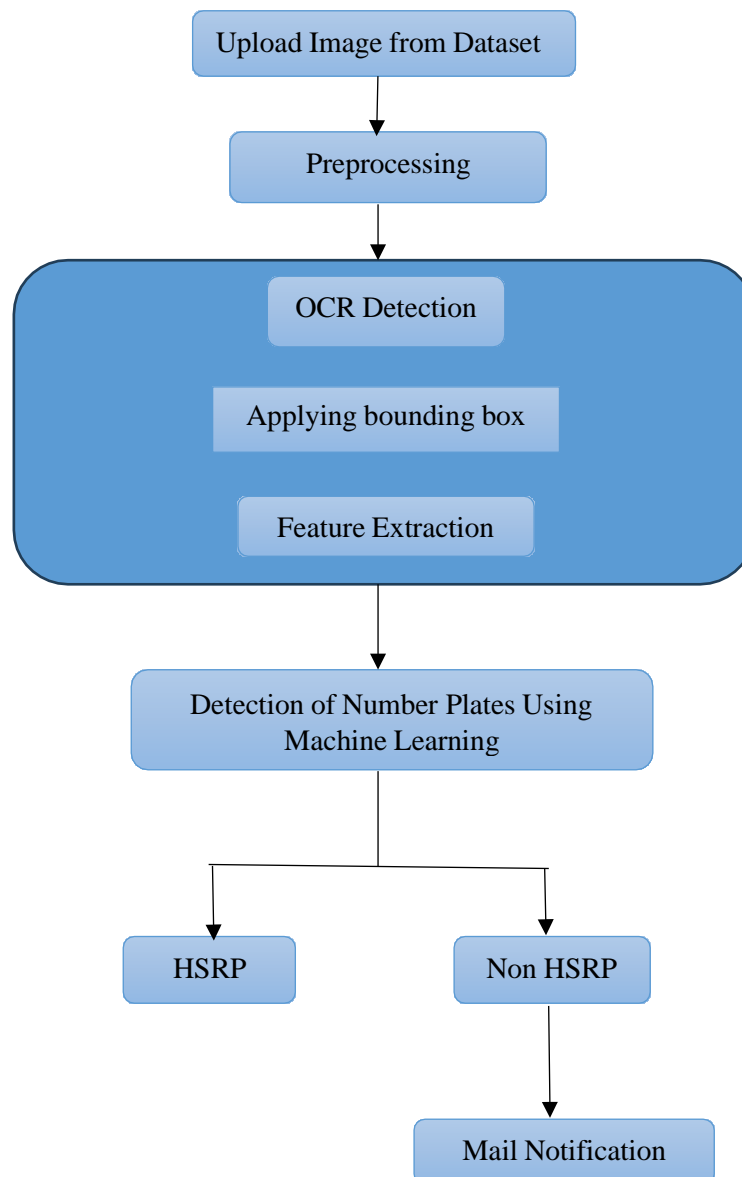 Upload Image from Dataset
Preprocessing
OCR Detection
Applying bounding box
Feature Extraction
Detection of Number Plates Using
Machine Learning
HSRP
Non HSRP
Mail Notification